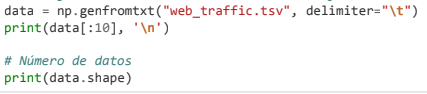 data = np.genfromtxt("web_traffic.tsv", delimiter="\t")
print(data[:10], '\n')
# Número de datos
print(data.shape)